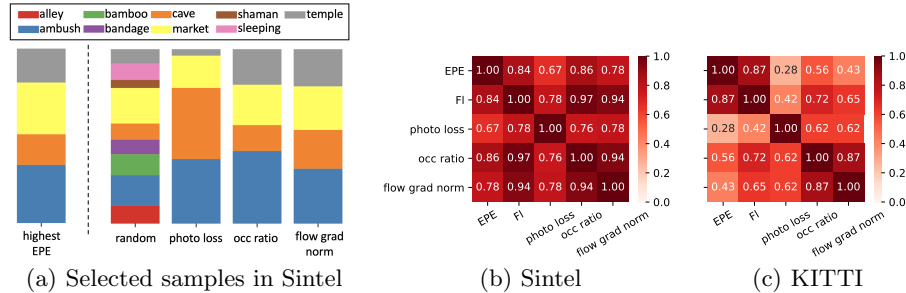 alley bamboo cave shaman temple
ambush bandage market sleeping
highest EPE
random
photo loss
occ ratio
flow grad norm
(a) Selected samples in Sintel
EPE 1.00 0.84 0.67 0.86 0.78
Fl 0.84 1.00 0.78 0.97 0.94
photo loss 0.67 0.78 1.00 0.76 0.78
occ ratio 0.86 0.97 0.76 1.00 0.94
flow grad norm 0.78 0.94 0.78 0.94 1.00
EPE Fl photo loss occ ratio flow grad norm
1.0
0.8
0.6
0.4
0.2
0.0
(b) Sintel
1.00 0.87 0.28 0.56 0.43
0.87 1.00 0.42 0.72 0.65
0.28 0.42 1.00 0.62 0.62
0.56 0.72 0.62 1.00 0.87
0.43 0.65 0.62 0.87 1.00
EPE Fl photo loss occ ratio flow grad norm
1.0
0.8
0.6
0.4
0.2
0.0
(c) KITTI